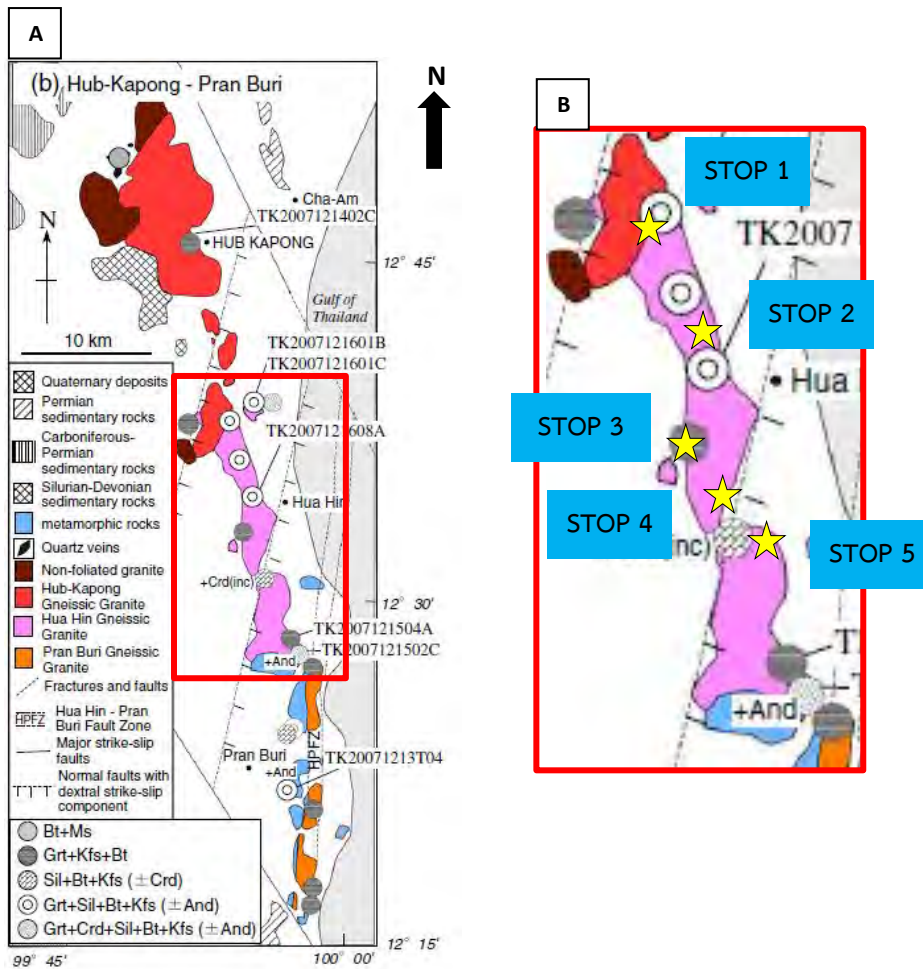 A
(b) Hub-Kapong - Pran Buri
N
N
Cha-Am
TK2007121402C
HUB KAPONG
12° 45'
Gulf of
Thailand
10 km
TK2007121601B
TK2007121601C
TK2007121608A
Hua Hin
+Crd(inc)
12° 30
TK2007121504A
TK2007121502C
+And
HPFZ
Pran Buri
TK20071213T04
+And
Quaternary deposits
Permian
sedimentary rocks
Carboniferous-
Permian
sedimentary rocks
Silurian-Devonian
sedimentary rocks
metamorphic rocks
Quartz veins
Non-foliated granite
Hub-Kapong
Gneissic Granite
Hua Hin Gneissic
Granite
Pran Buri Gneissic
Granite
Fractures and faults
HPFZ
Hua Hin - Pran
Buri Fault Zone
Major strike-slip
faults
Normal faults with
dextral strike-slip
component
Bt+Ms
Grt+Kfs+Bt
Sil+Bt+Kfs (±Crd)
Grt+Sil+Bt+Kfs (±And)
Grt+Crd+Sil+Bt+Kfs (±And)
99° 45'
100° 00'
12° 15'
B
STOP 1
TK2007
STOP 2
Hua
STOP 3
STOP 4
inc)
STOP 5
T
+And